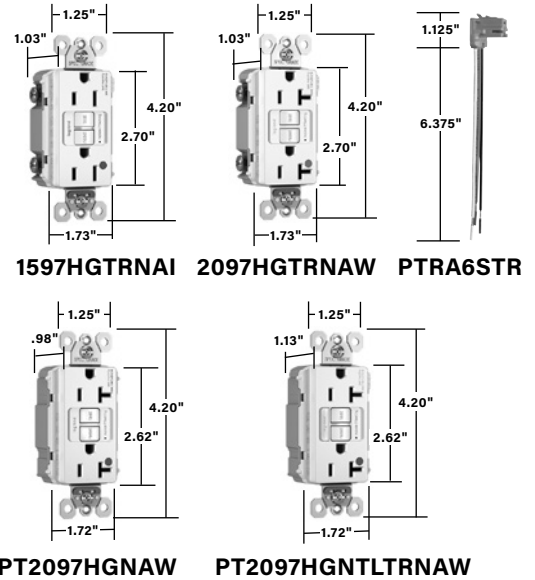 1.25" 1.25"
1.03" 1.03" 1.125"
4.20" 4.20"
2.70" 2.70" 6.375"
1.73" 1.73"
1597HGTRNAI 2097HGTRNAW PTRA6STR
1.25" 1.25"
.98" 1.13"
4.20" 4.20"
2.62" 2.62"
1.72" 1.72"
PT2097HGNAW PT2097HGNTLTRNAW